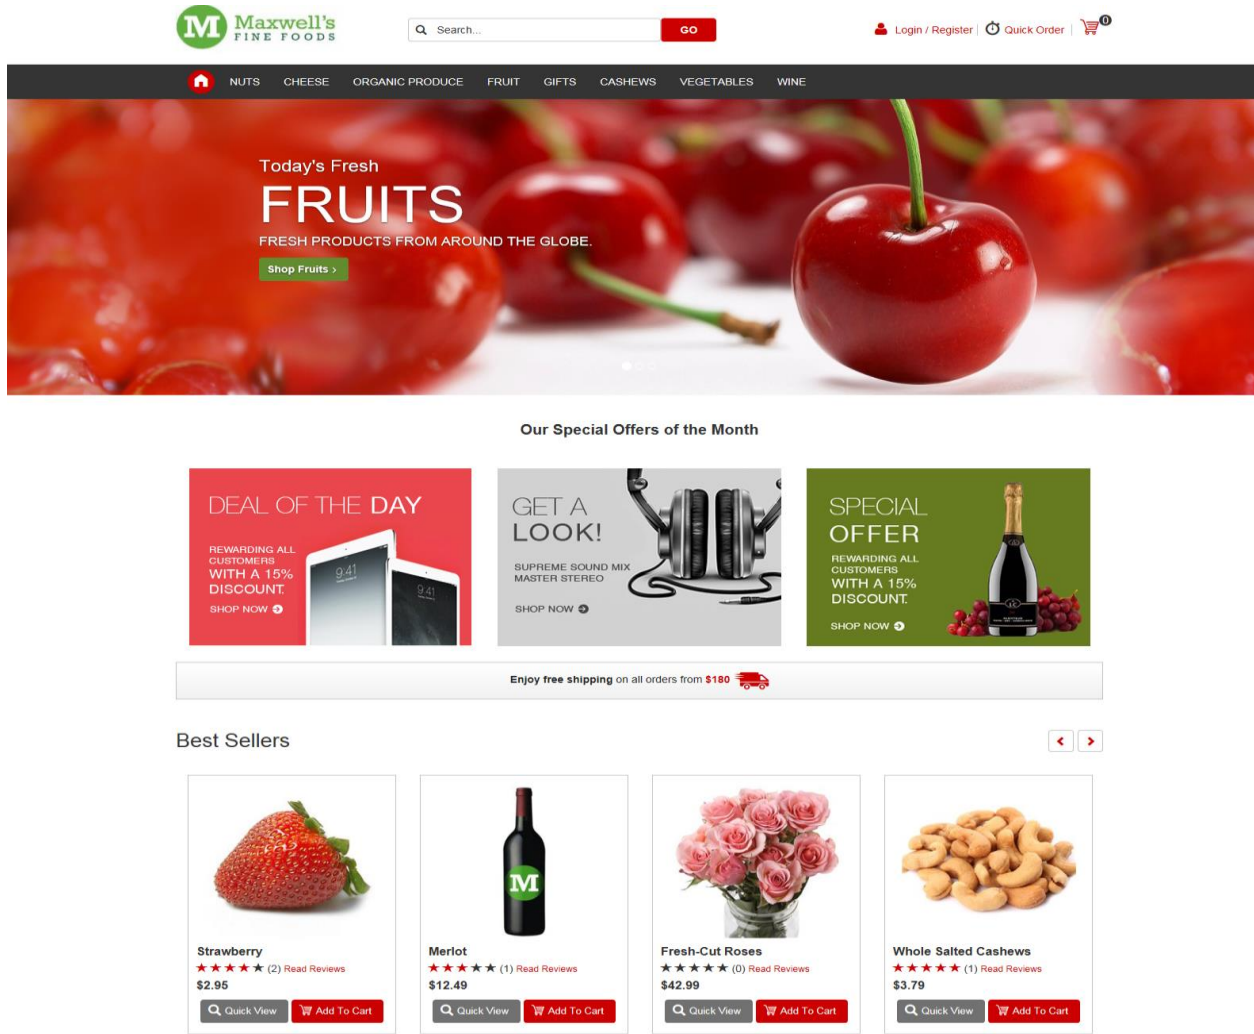 M Maxwell's
FINE FOODS
Search...
GO
Login / Register
Quick Order
0
NUTS CHEESE ORGANIC PRODUCE FRUIT GIFTS CASHEWS VEGETABLES WINE
Today's Fresh
FRUITS
FRESH PRODUCTS FROM AROUND THE GLOBE.
Shop Fruits ›
Our Special Offers of the Month
DEAL OF THE DAY
REWARDING ALL
CUSTOMERS
WITH A 15%
DISCOUNT.
SHOP NOW
9:41
9:41
GET A
LOOK!
SUPREME SOUND MIX
MASTER STEREO
SHOP NOW
SPECIAL
OFFER
REWARDING ALL
CUSTOMERS
WITH A 15%
DISCOUNT.
SHOP NOW
Enjoy free shipping on all orders from $180
Best Sellers
Strawberry
(2) Read Reviews
$2.95
Quick View
Add To Cart
M
Merlot
(1) Read Reviews
$12.49
Quick View
Add To Cart
Fresh-Cut Roses
(0) Read Reviews
$42.99
Quick View
Add To Cart
Whole Salted Cashews
(1) Read Reviews
$3.79
Quick View
Add To Cart